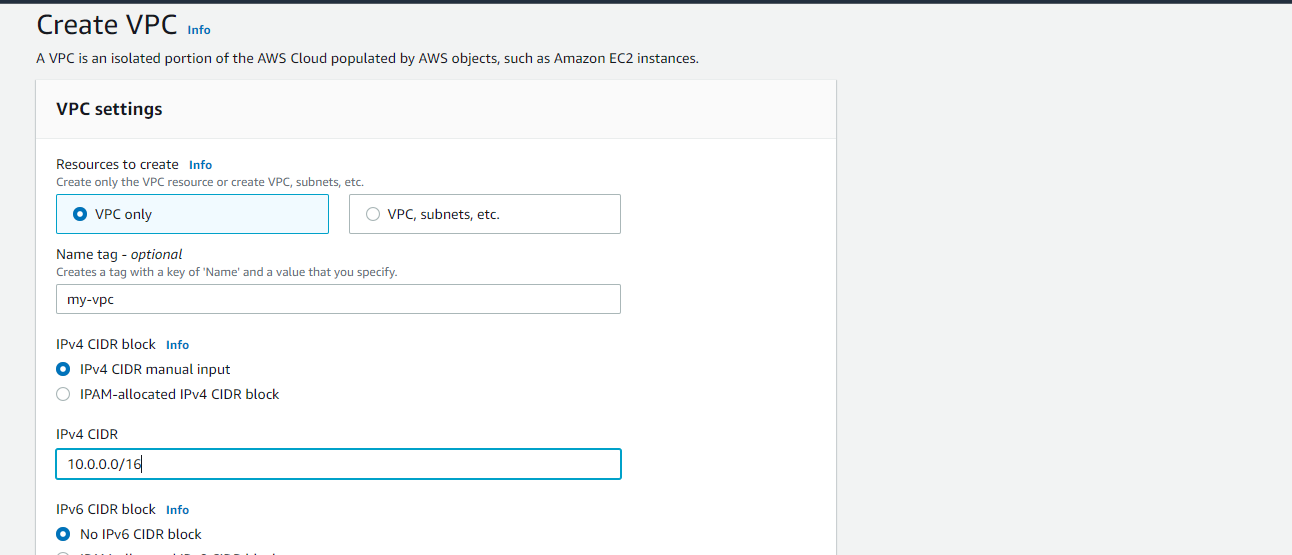 Create VPC Info
A VPC is an isolated portion of the AWS Cloud populated by AWS objects, such as Amazon EC2 instances.
VPC settings
Resources to create Info
Create only the VPC resource or create VPC, subnets, etc.
VPC only
VPC, subnets, etc.
Name tag - optional
Creates a tag with a key of 'Name' and a value that you specify.
my-vpc
IPv4 CIDR block Info
IPv4 CIDR manual input
IPAM-allocated IPv4 CIDR block
IPv4 CIDR
10.0.0.0/16
IPv6 CIDR block Info
No IPv6 CIDR block